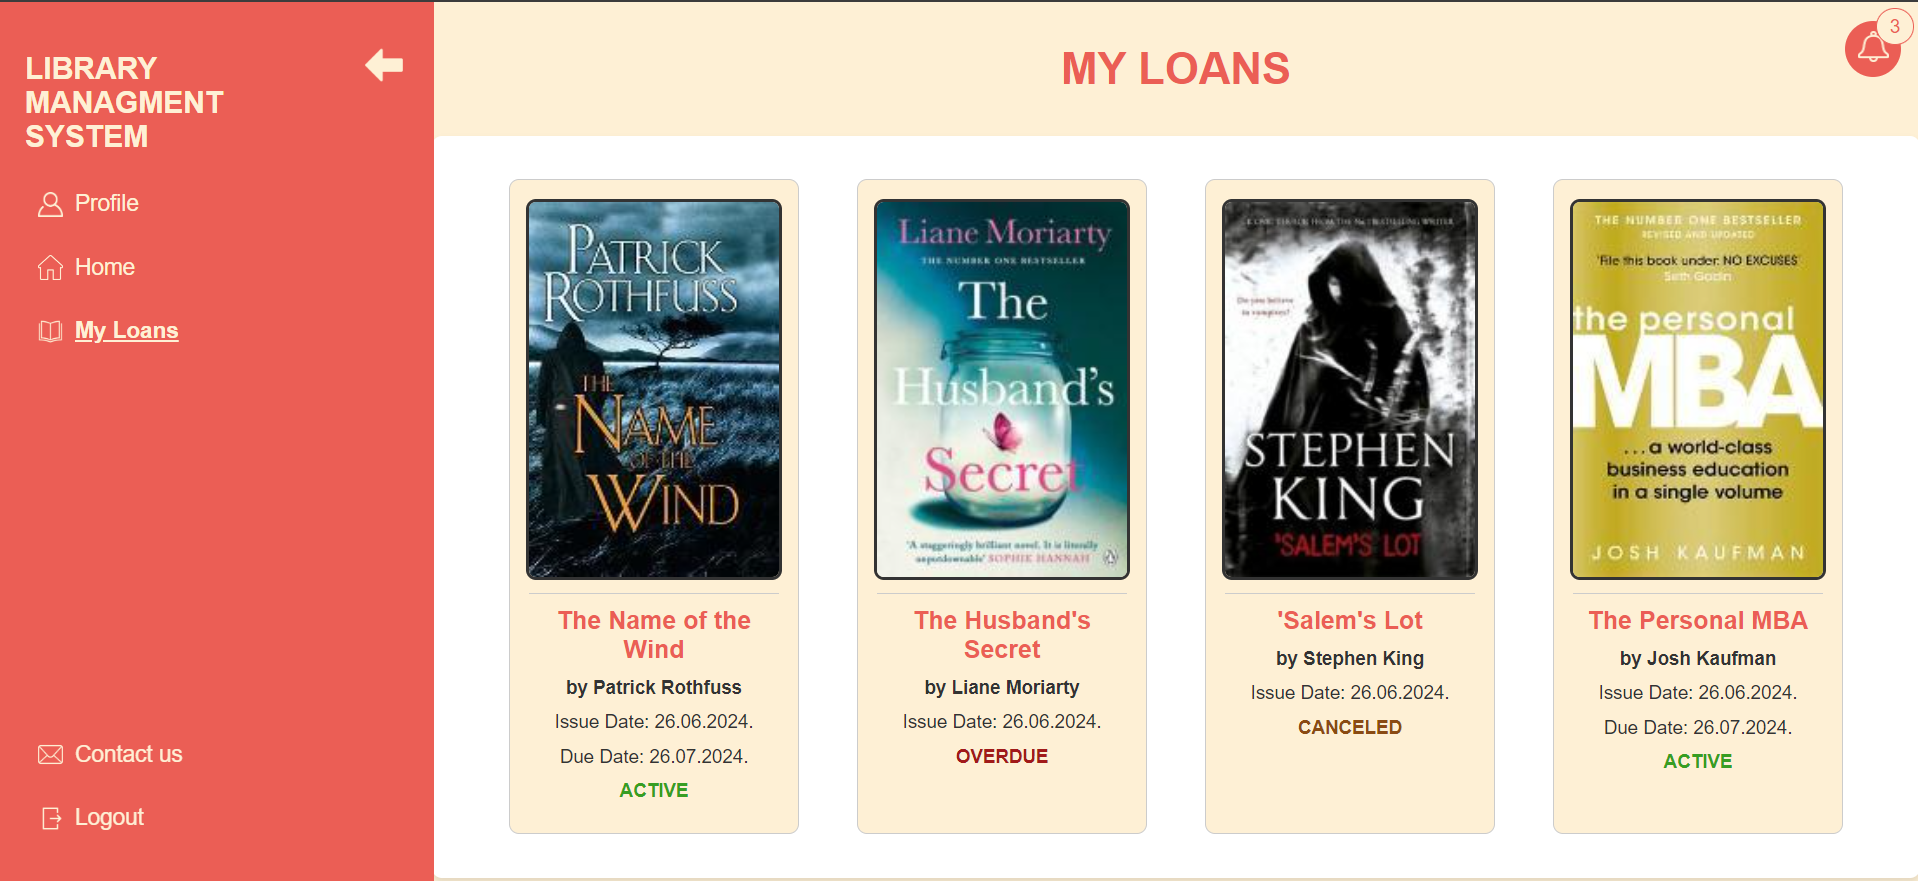 LIBRARY
MANAGMENT
SYSTEM
Profile
Home
My Loans
Contact us
Logout
MY LOANS
3
PATRICK
ROTHFUSS
THE
NAME
OF THE
WIND
The Name of the
Wind
by Patrick Rothfuss
Issue Date: 26.06.2024.
Due Date: 26.07.2024.
ACTIVE
Liane Moriarty
THE NUMBER ONE BESTSELLER
The
Husband's
Secret
'A staggeringly brilliant novel. It is literally
unputdownable' SOPHIE HANNAH
The Husband's
Secret
by Liane Moriarty
Issue Date: 26.06.2024.
OVERDUE
FROM THE No.1 BESTSELLING WRITER
Do you believe
in vampires?
STEPHEN
KING
'SALEM'S LOT
'Salem's Lot
by Stephen King
Issue Date: 26.06.2024.
CANCELED
THE NUMBER ONE BESTSELLER
REVISED AND UPDATED
'File this book under: NO EXCUSES'
Seth Godin
the personal
MBA
...a world-class
business education
in a single volume
JOSH KAUFMAN
The Personal MBA
by Josh Kaufman
Issue Date: 26.06.2024.
Due Date: 26.07.2024.
ACTIVE